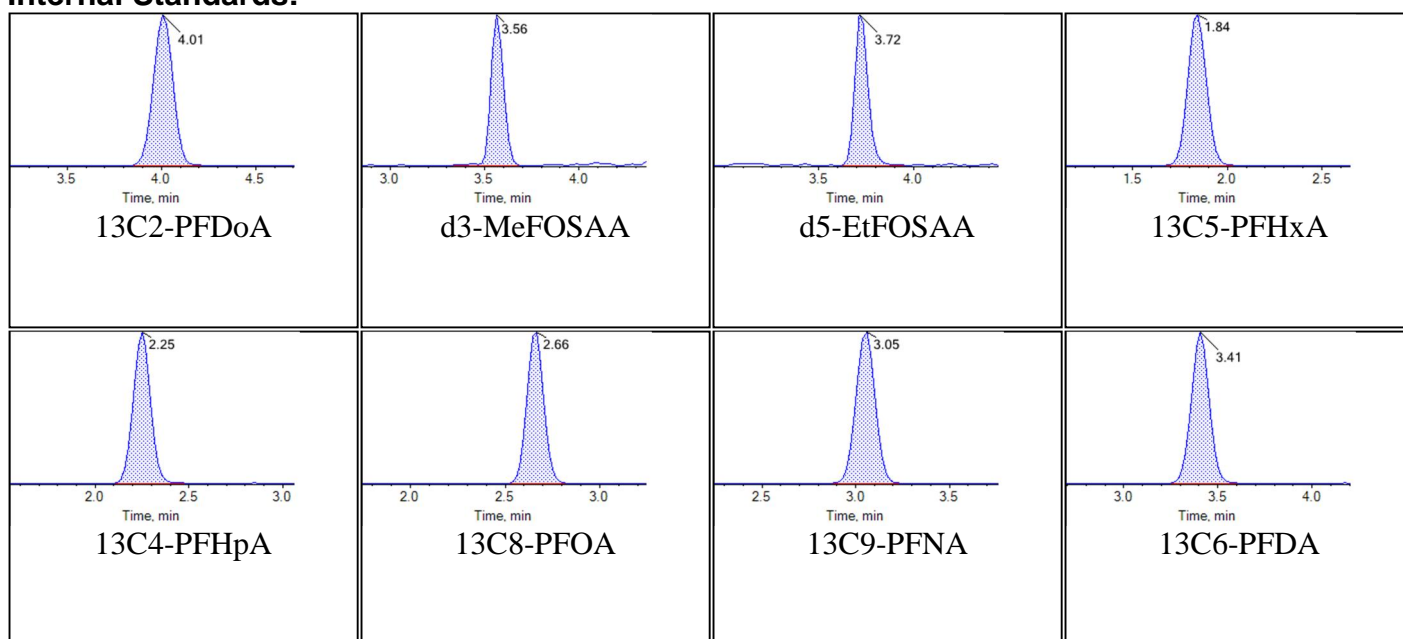 Internal Standards:
4.01
3.5 4.0 4.5
Time, min
13C2-PFDoA
3.56
3.0 3.5 4.0
Time, min
d3-MeFOSAA
3.72
3.5 4.0
Time, min
d5-EtFOSAA
1.84
1.5 2.0 2.5
Time, min
13C5-PFHxA
2.25
2.0 2.5 3.0
Time, min
13C4-PFHpA
2.66
2.0 2.5 3.0
Time, min
13C8-PFOA
3.05
2.5 3.0 3.5
Time, min
13C9-PFNA
3.41
3.0 3.5 4.0
Time, min
13C6-PFDA